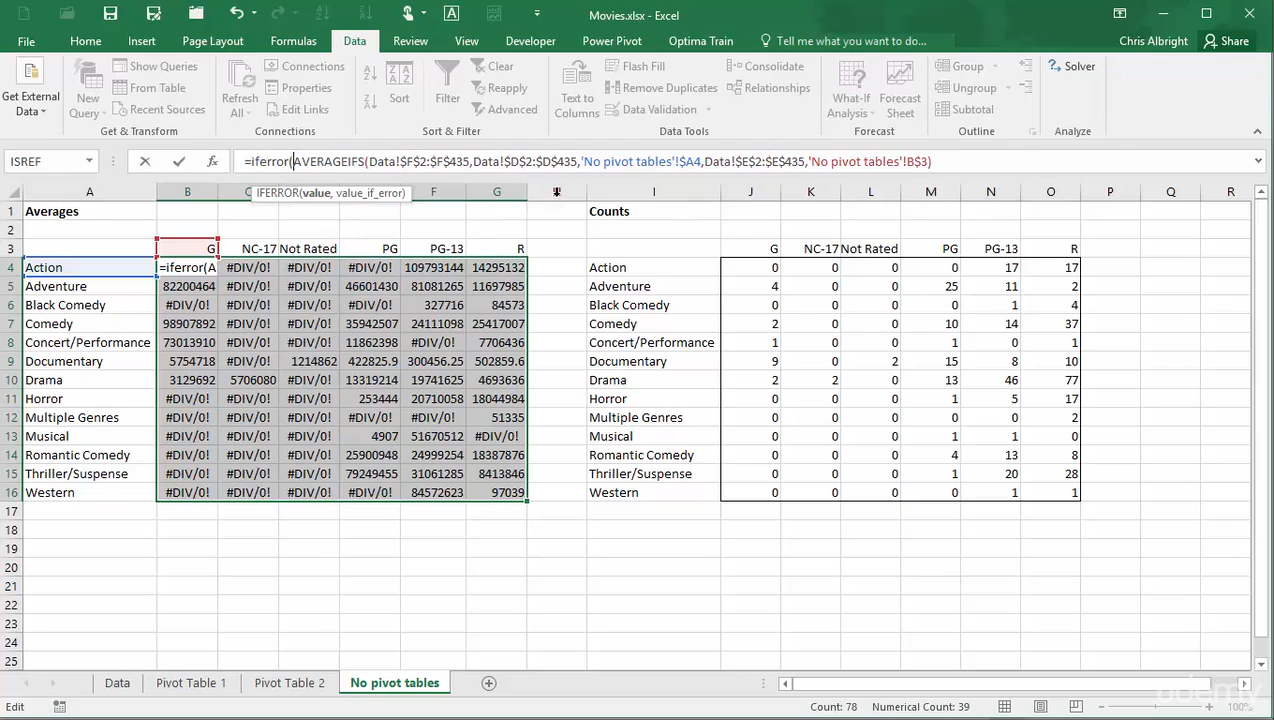 Movies.xlsx - Excel
File Home Insert Page Layout Formulas Data Review View Developer Power Pivot Optima Train Tell me what you want to do... Chris Albright Share
Get External Data
New Query
Show Queries
From Table
Recent Sources
Get & Transform
Refresh All
Connections
Properties
Edit Links
Connections
Sort
Filter
Clear
Reapply
Advanced
Sort & Filter
Text to Columns
Flash Fill
Remove Duplicates
Data Validation
Consolidate
Relationships
Data Tools
What-If Analysis
Forecast Sheet
Forecast
Group
Ungroup
Subtotal
Outline
Solver
Analyze
ISREF fx =iferror(AVERAGEIFS(Data!$F$2:$F$435,Data!$D$2:$D$435,'No pivot tables'!$A4,Data!$E$2:$E$435,'No pivot tables'!B$3)
IFERROR(value, value_if_error)
A B C F G I J K L M N O P Q R
1 Averages Counts
2
3 G NC-17 Not Rated PG PG-13 R G NC-17 Not Rated PG PG-13 R
4 Action =iferror(A #DIV/0! #DIV/0! #DIV/0! 109793144 14295132 Action 0 0 0 0 17 17
5 Adventure 82200464 #DIV/0! #DIV/0! 46601430 81081265 11697985 Adventure 4 0 0 25 11 2
6 Black Comedy #DIV/0! #DIV/0! #DIV/0! #DIV/0! 327716 84573 Black Comedy 0 0 0 0 1 4
7 Comedy 98907892 #DIV/0! #DIV/0! 35942507 24111098 25417007 Comedy 2 0 0 10 14 37
8 Concert/Performance 73013910 #DIV/0! #DIV/0! 11862398 #DIV/0! 7706436 Concert/Performance 1 0 0 1 0 1
9 Documentary 5754718 #DIV/0! 1214862 422825.9 300456.25 502859.6 Documentary 9 0 2 15 8 10
10 Drama 3129692 5706080 #DIV/0! 13319214 19741625 4693636 Drama 2 2 0 13 46 77
11 Horror #DIV/0! #DIV/0! #DIV/0! 253444 20710058 18044984 Horror 0 0 0 1 5 17
12 Multiple Genres #DIV/0! #DIV/0! #DIV/0! #DIV/0! #DIV/0! 51335 Multiple Genres 0 0 0 0 0 2
13 Musical #DIV/0! #DIV/0! #DIV/0! 4907 51670512 #DIV/0! Musical 0 0 0 1 1 0
14 Romantic Comedy #DIV/0! #DIV/0! #DIV/0! 25900948 24999254 18387876 Romantic Comedy 0 0 0 4 13 8
15 Thriller/Suspense #DIV/0! #DIV/0! #DIV/0! 79249455 31061285 8413846 Thriller/Suspense 0 0 0 1 20 28
16 Western #DIV/0! #DIV/0! #DIV/0! #DIV/0! 84572623 97039 Western 0 0 0 0 1 1
17
18
19
20
21
22
23
24
25
Data Pivot Table 1 Pivot Table 2 No pivot tables
udemy
Edit Count: 78 Numerical Count: 39 100%